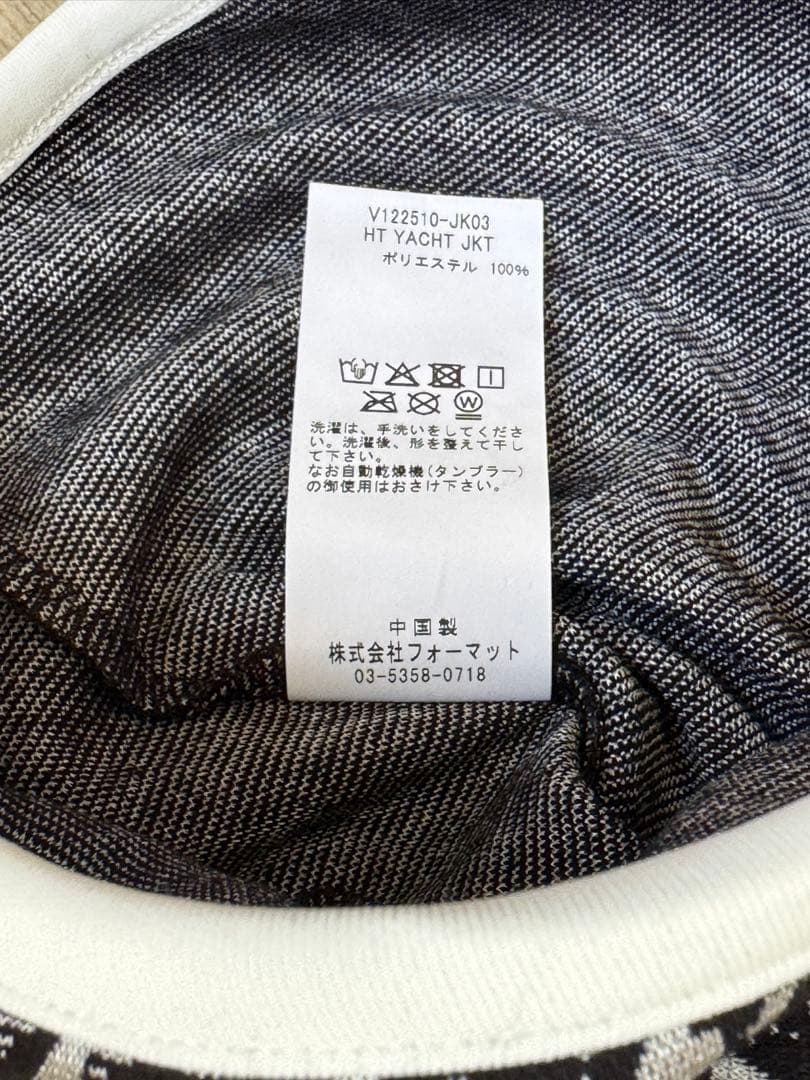 V122510-JK03
HT YACHT JKT
ポリエステル 100%
W
洗濯は、手洗いをしてくださ
い。洗濯後、形を整えて干し
て下さい。
なお自動乾燥機(タンブラー)
の御使用はおさけ下さい。
中国製
株式会社フォーマット
03-5358-0718